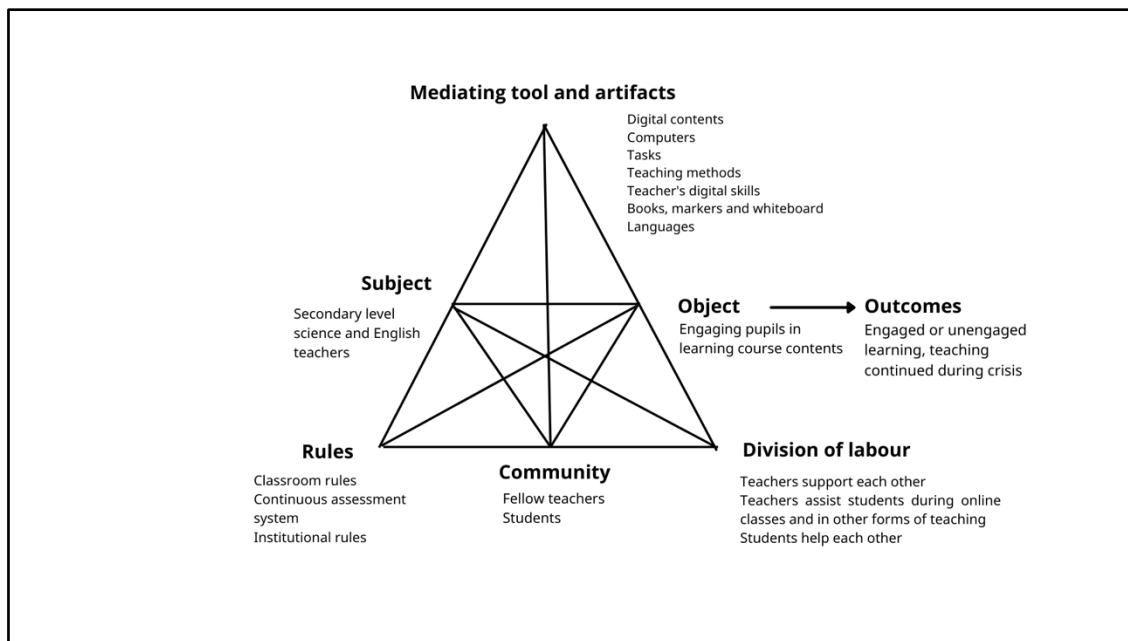 Mediating tool and artifacts
Digital contents
Computers
Tasks
Teaching methods
Teacher's digital skills
Books, markers and whiteboard
Languages
Subject
Secondary level
science and English
teachers
Object
Engaging pupils in
learning course contents
Outcomes
Engaged or unengaged
learning, teaching
continued during crisis
Rules
Classroom rules
Continuous assessment
system
Institutional rules
Community
Fellow teachers
Students
Division of labour
Teachers support each other
Teachers assist students during online
classes and in other forms of teaching
Students help each other